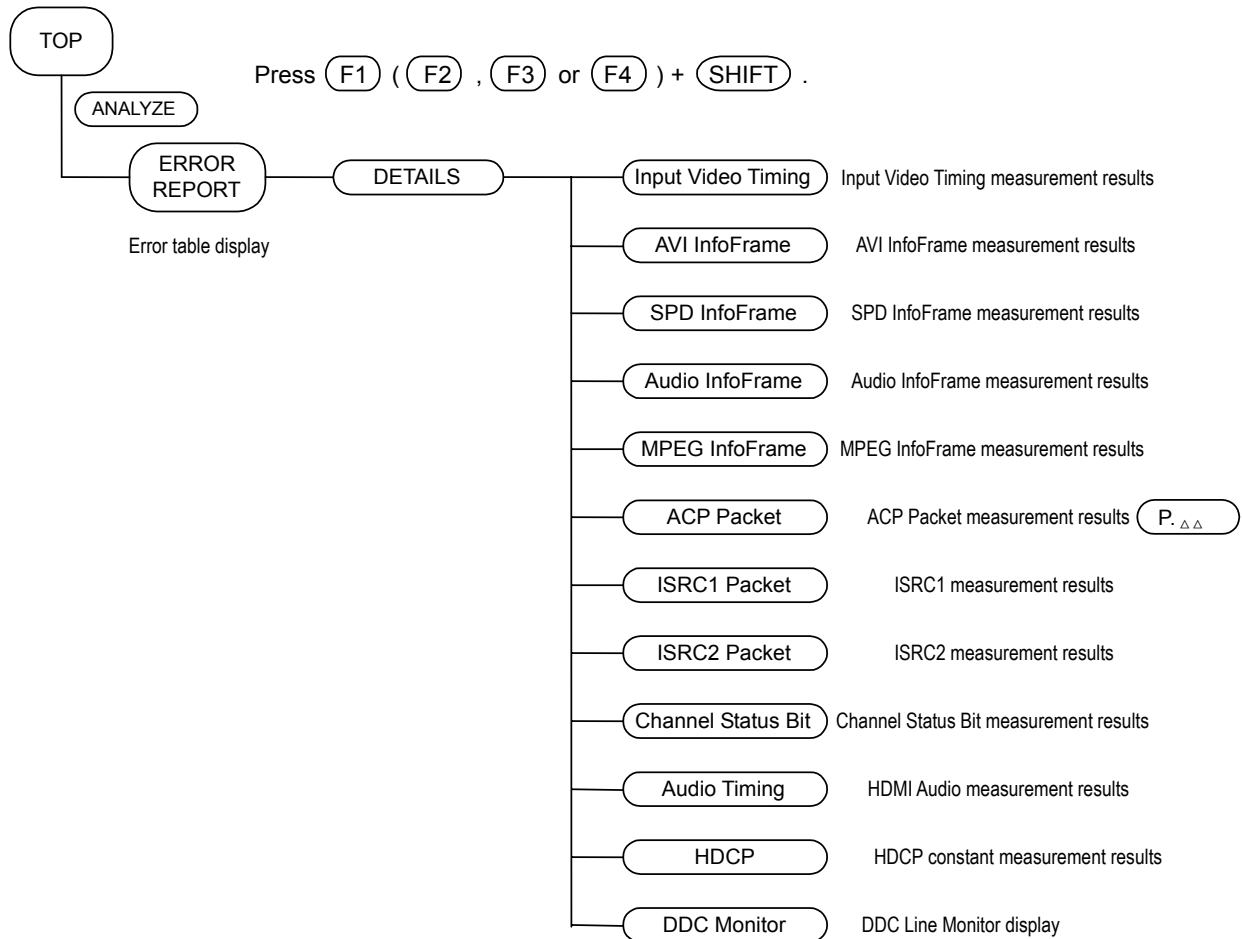 TOP
Press F1 ( F2 , F3 or F4 ) + SHIFT .
ANALYZE
ERROR
REPORT
DETAILS
Error table display
Input Video Timing Input Video Timing measurement results
AVI InfoFrame AVI InfoFrame measurement results
SPD InfoFrame SPD InfoFrame measurement results
Audio InfoFrame Audio InfoFrame measurement results
MPEG InfoFrame MPEG InfoFrame measurement results
ACP Packet ACP Packet measurement results P. △△
ISRC1 Packet ISRC1 measurement results
ISRC2 Packet ISRC2 measurement results
Channel Status Bit Channel Status Bit measurement results
Audio Timing HDMI Audio measurement results
HDCP HDCP constant measurement results
DDC Monitor DDC Line Monitor display